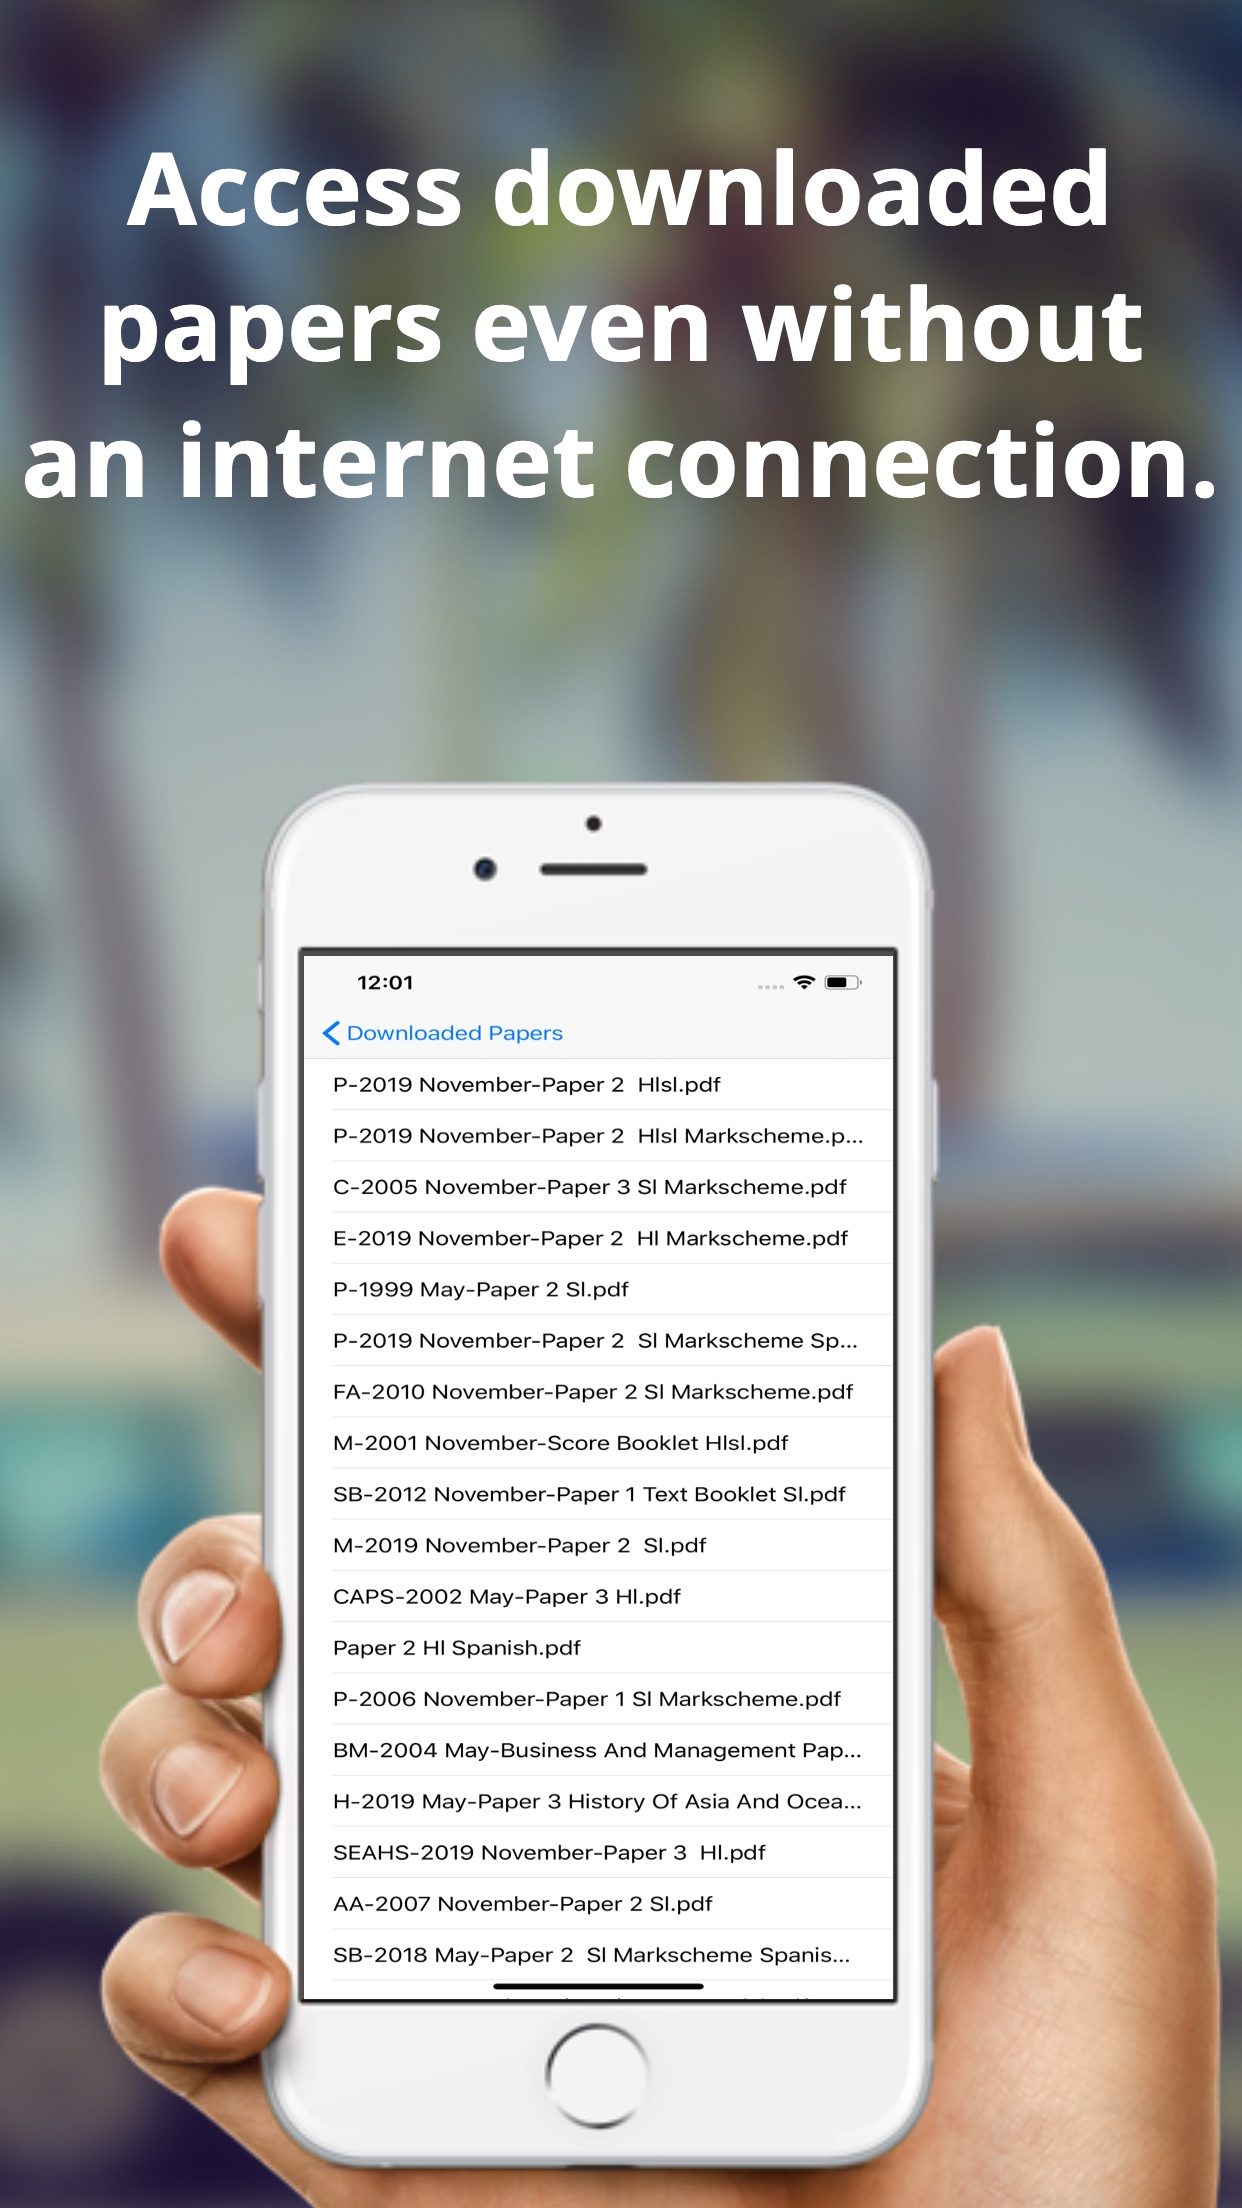 Access downloaded
papers even without
an internet connection.
12:01
Downloaded Papers
P-2019 November-Paper 2  Hlsl.pdf
P-2019 November-Paper 2  Hlsl Markscheme.p...
C-2005 November-Paper 3 Sl Markscheme.pdf
E-2019 November-Paper 2  Hl Markscheme.pdf
P-1999 May-Paper 2 Sl.pdf
P-2019 November-Paper 2  Sl Markscheme Sp...
FA-2010 November-Paper 2 Sl Markscheme.pdf
M-2001 November-Score Booklet Hlsl.pdf
SB-2012 November-Paper 1 Text Booklet Sl.pdf
M-2019 November-Paper 2  Sl.pdf
CAPS-2002 May-Paper 3 Hl.pdf
Paper 2 Hl Spanish.pdf
P-2006 November-Paper 1 Sl Markscheme.pdf
BM-2004 May-Business And Management Pap...
H-2019 May-Paper 3 History Of Asia And Ocea...
SEAHS-2019 November-Paper 3  Hl.pdf
AA-2007 November-Paper 2 Sl.pdf
SB-2018 May-Paper 2  Sl Markscheme Spanis...